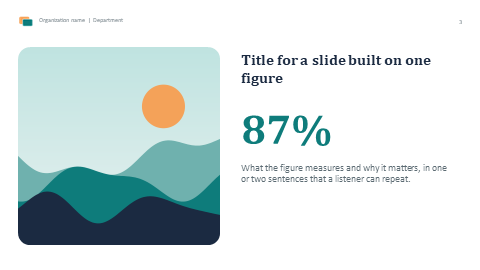 Organization name | Department
3
Title for a slide built on one
figure
87%
What the figure measures and why it matters, in one
or two sentences that a listener can repeat.